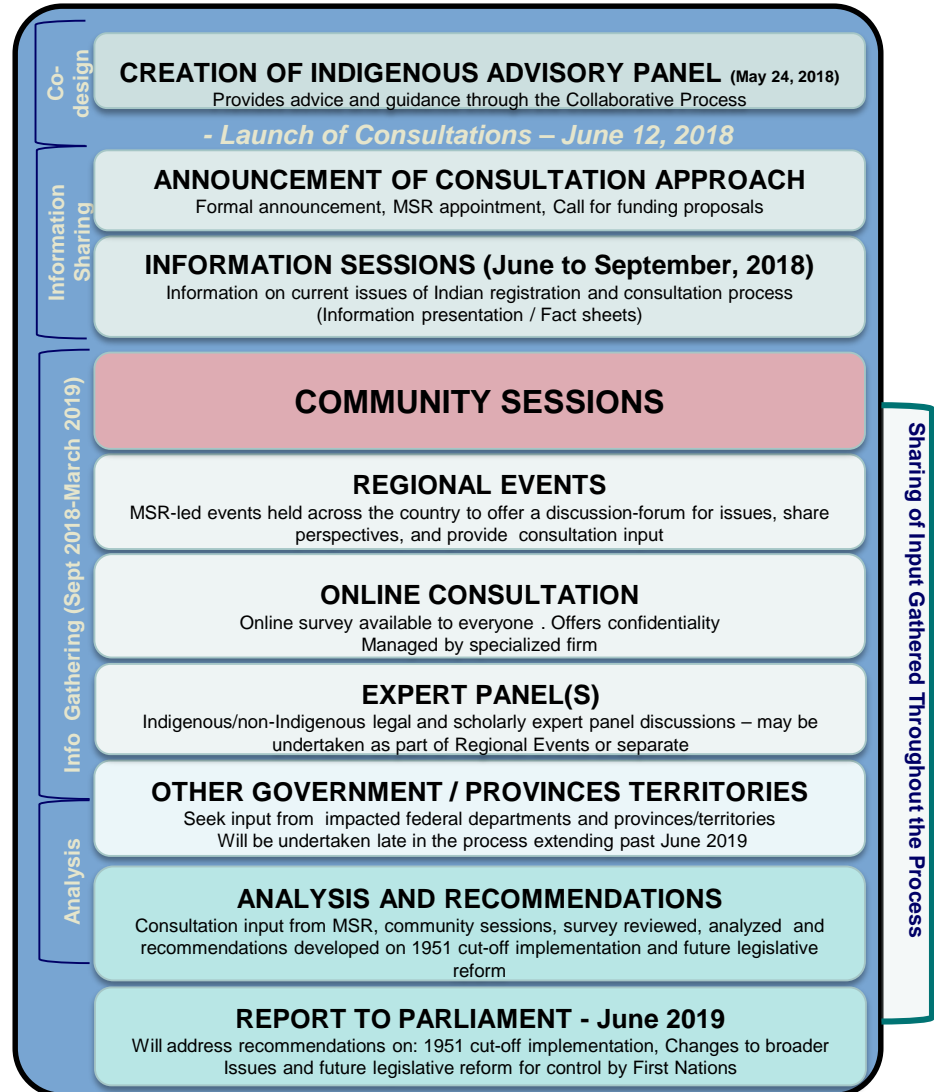 Co-
design
CREATION OF INDIGENOUS ADVISORY PANEL (May 24, 2018)
Provides advice and guidance through the Collaborative Process
- Launch of Consultations – June 12, 2018
Information
Sharing
ANNOUNCEMENT OF CONSULTATION APPROACH
Formal announcement, MSR appointment, Call for funding proposals
INFORMATION SESSIONS (June to September, 2018)
Information on current issues of Indian registration and consultation process
(Information presentation / Fact sheets)
Info Gathering (Sept 2018-March 2019)
COMMUNITY SESSIONS
REGIONAL EVENTS
MSR-led events held across the country to offer a discussion-forum for issues, share
perspectives, and provide consultation input
ONLINE CONSULTATION
Online survey available to everyone . Offers confidentiality
Managed by specialized firm
EXPERT PANEL(S)
Indigenous/non-Indigenous legal and scholarly expert panel discussions – may be
undertaken as part of Regional Events or separate
OTHER GOVERNMENT / PROVINCES TERRITORIES
Seek input from impacted federal departments and provinces/territories
Will be undertaken late in the process extending past June 2019
Analysis
ANALYSIS AND RECOMMENDATIONS
Consultation input from MSR, community sessions, survey reviewed, analyzed and
recommendations developed on 1951 cut-off implementation and future legislative
reform
REPORT TO PARLIAMENT - June 2019
Will address recommendations on: 1951 cut-off implementation, Changes to broader
Issues and future legislative reform for control by First Nations
Sharing of Input Gathered Throughout the Process